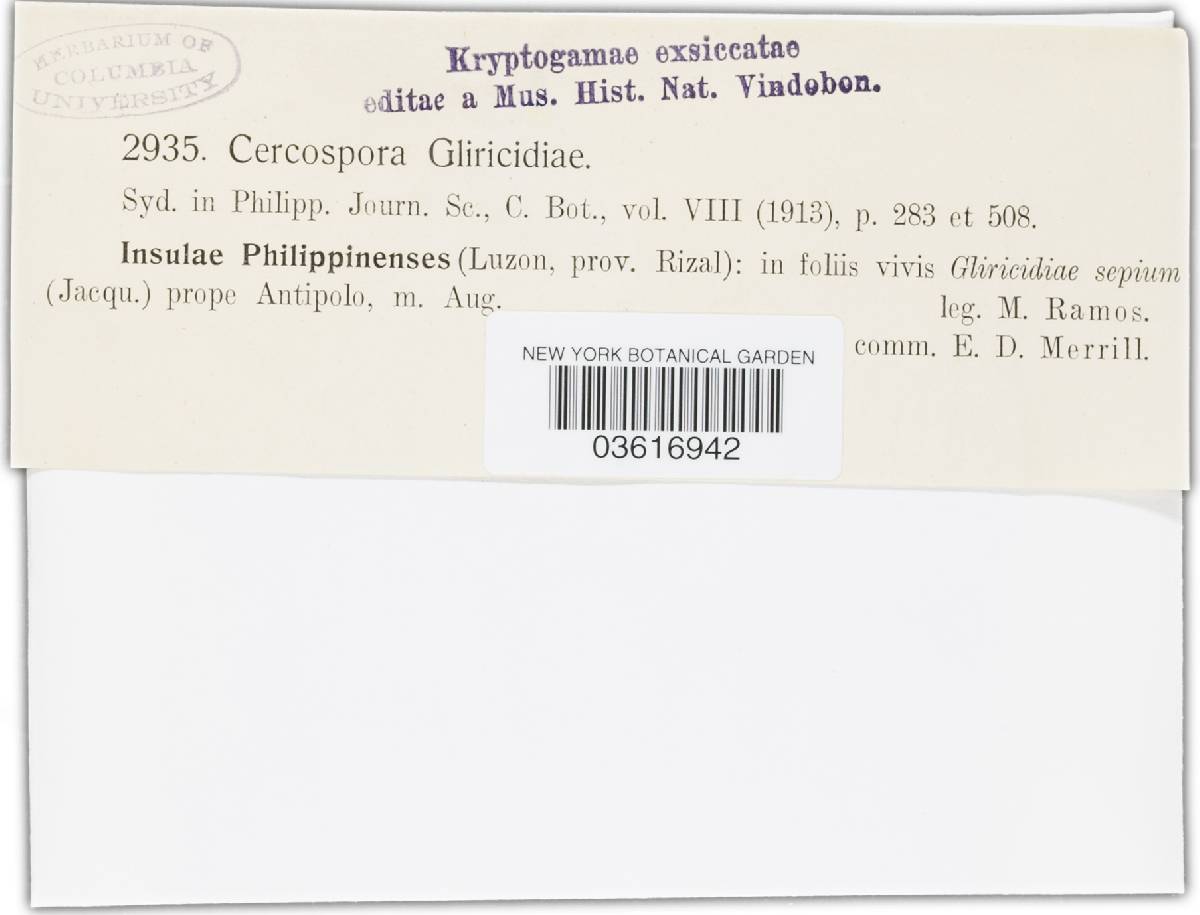 HERBARIUM OF
COLUMBIA
UNIVERSITY
Kryptogamae exsiccatae
editae a Mus. Hist. Nat. Vindobon.
2935. Cercospora Gliricidiae.
Syd. in Philipp. Journ. Sc., C. Bot., vol. VIII (1913), p. 283 et 508.
Insulae Philippinenses (Luzon, prov. Rizal): in foliis vivis Gliricidiae sepium
(Jacqu.) prope Antipolo, m. Aug.
leg. M. Ramos.
comm. E. D. Merrill.
NEW YORK BOTANICAL GARDEN
03616942